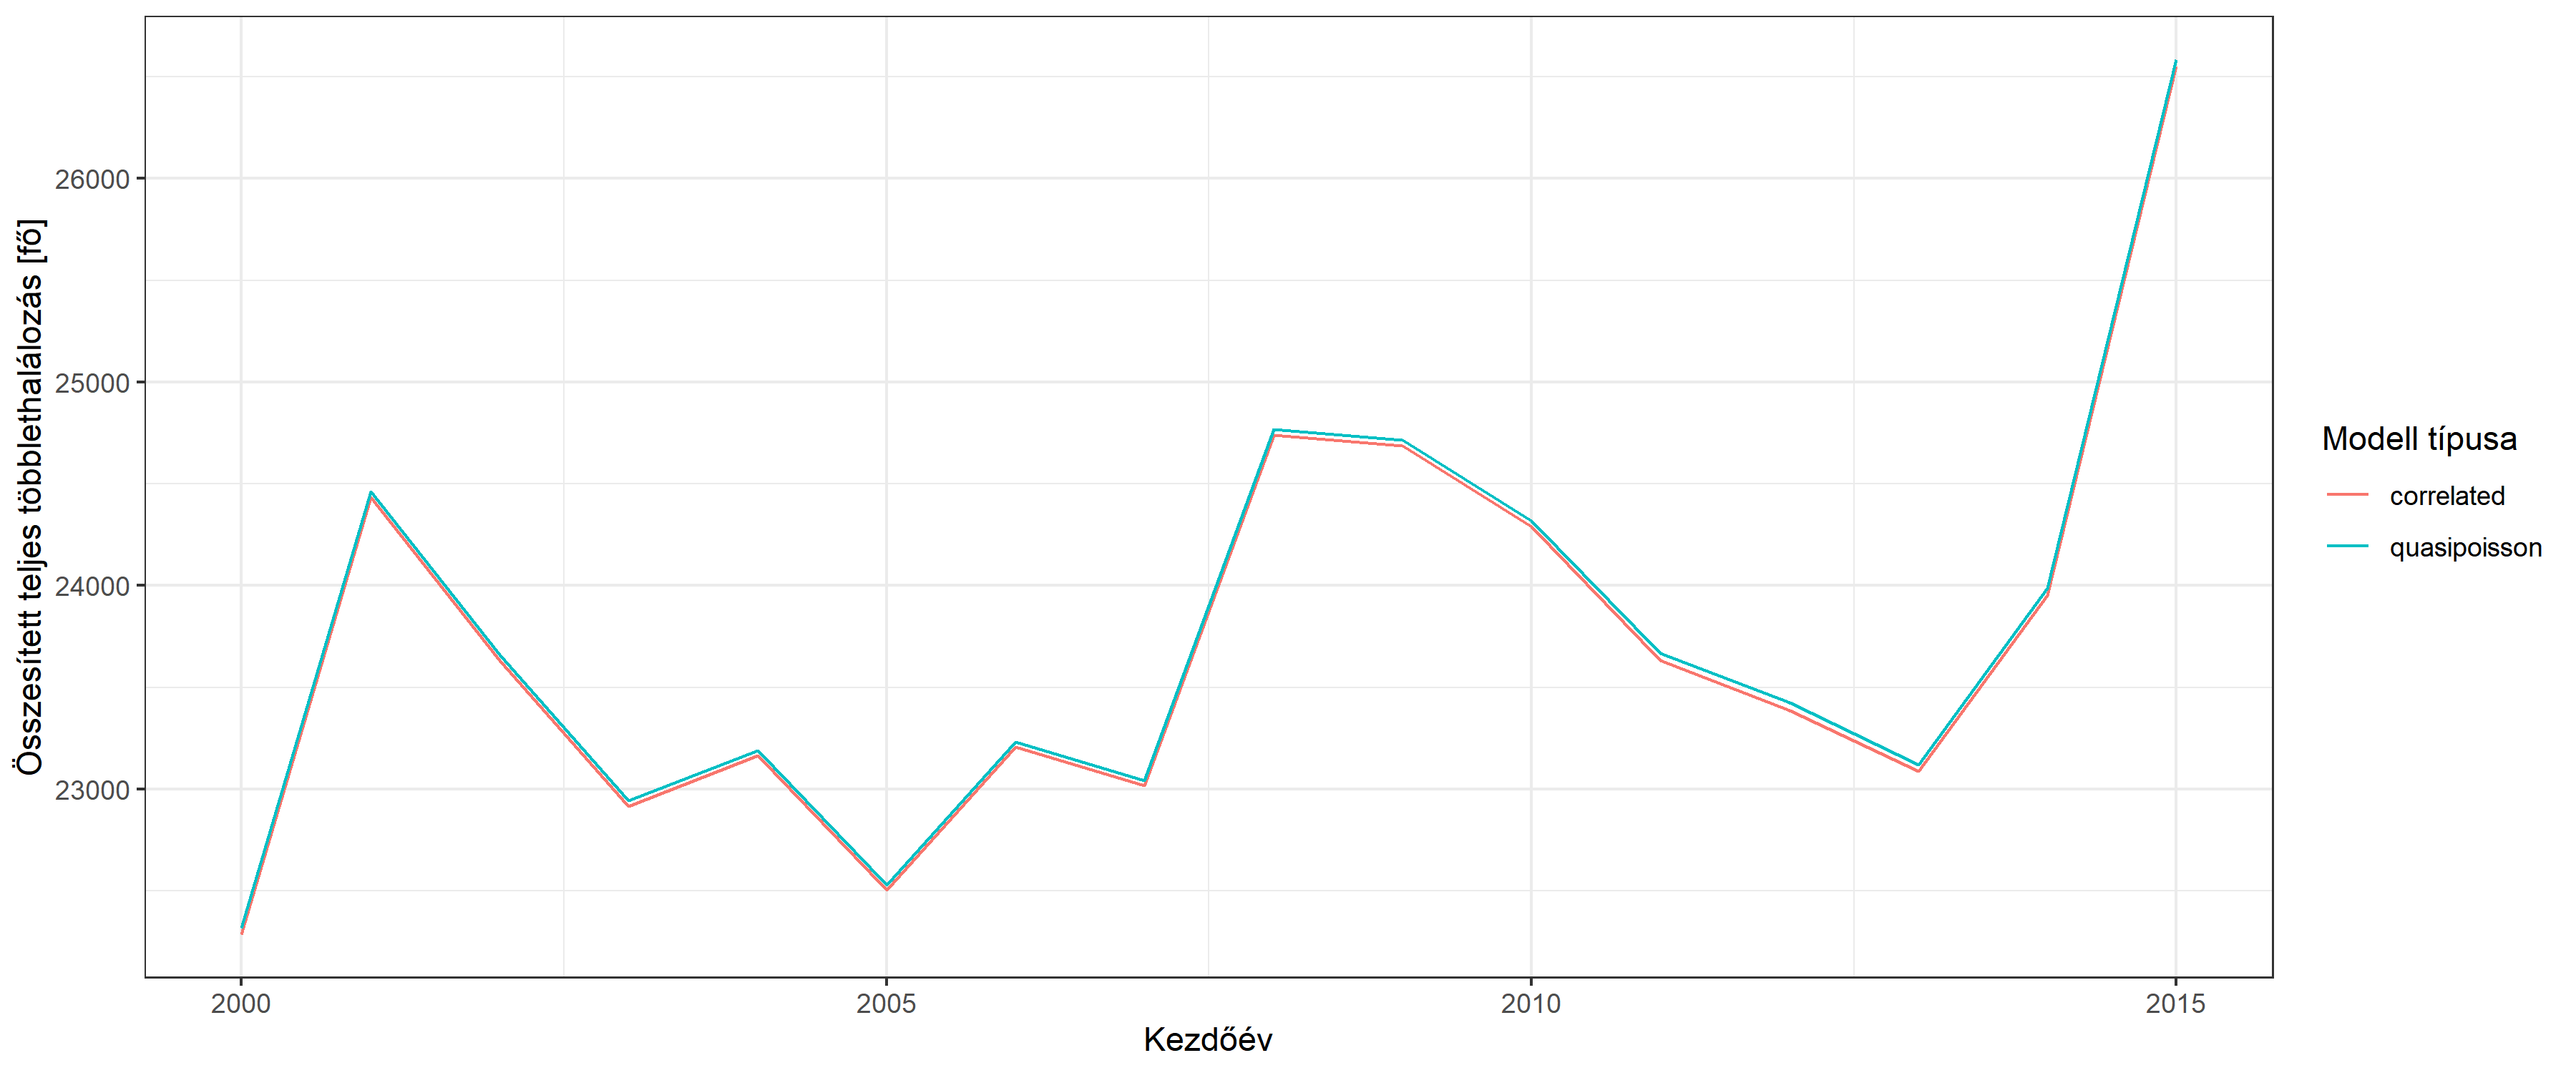 Összesített teljes többlethalálozás [fő]
26000
25000
24000
23000
2000
2005
2010
2015
Kezdőév
Modell típusa
correlated
quasipoisson